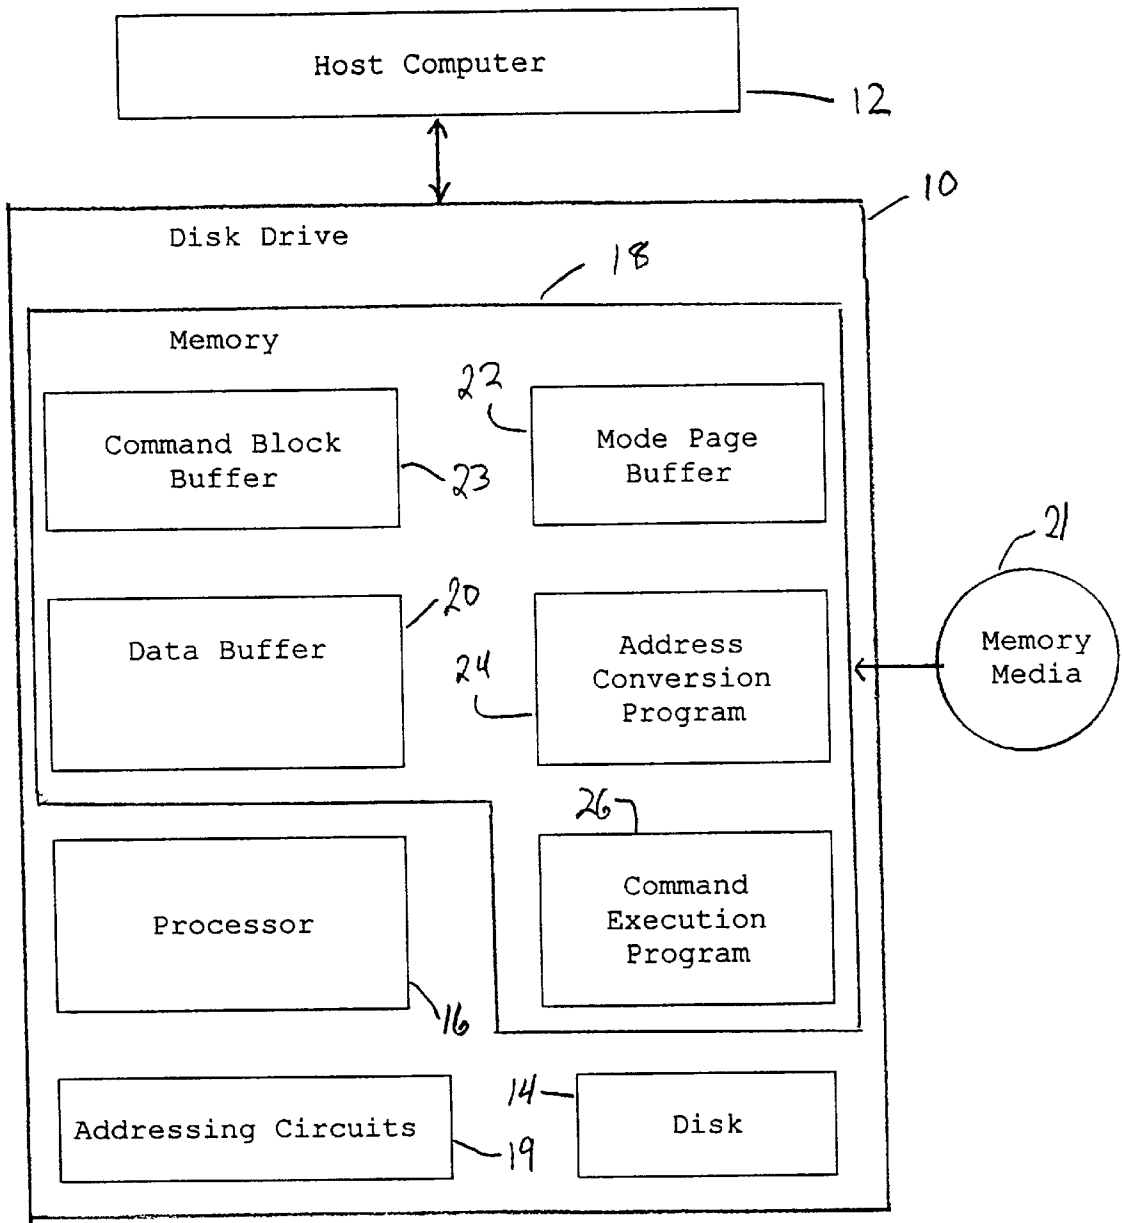 Host Computer
12
10
Disk Drive
18
Memory
22
Command Block
Buffer
23
Mode Page
Buffer
21
20
Data Buffer
24
Address
Conversion
Program
Memory
Media
26
Processor
16
Command
Execution
Program
14
Addressing Circuits
19
Disk